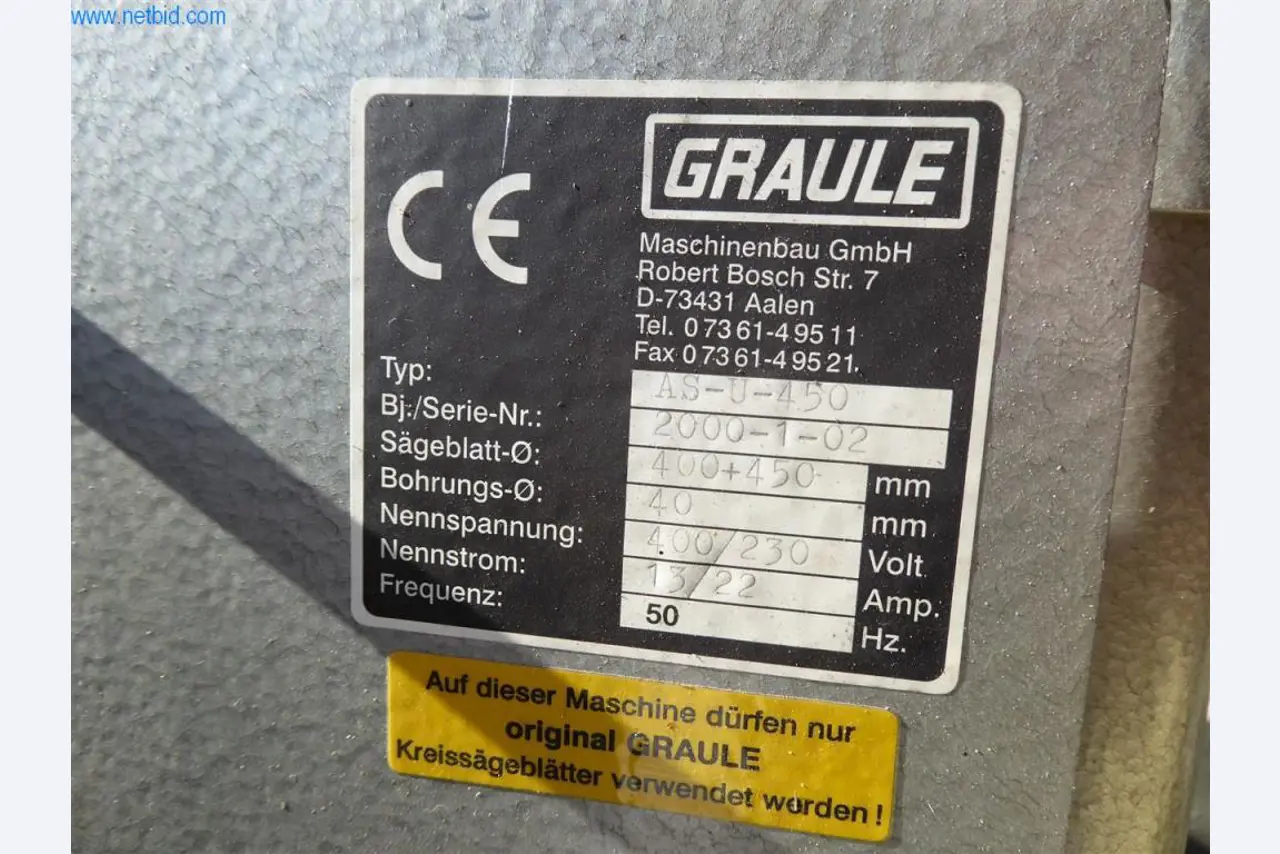 www.netbid.com
CE
GRAULE
Maschinenbau GmbH
Robert Bosch Str. 7
D-73431 Aalen
Tel. 0 73 61-4 95 11
Fax 0 73 61-4 95 21.
Typ: AS-U-450
Bj./Serie-Nr.: 2000-1-02
Sägeblatt-Ø: 400+450 mm
Bohrungs-Ø: 40 mm
Nennspannung: 400/230 Volt
Nennstrom: 13/22 Amp.
Frequenz: 50 Hz.
Auf dieser Maschine dürfen nur
original GRAULE
Kreissägeblätter verwendet werden !